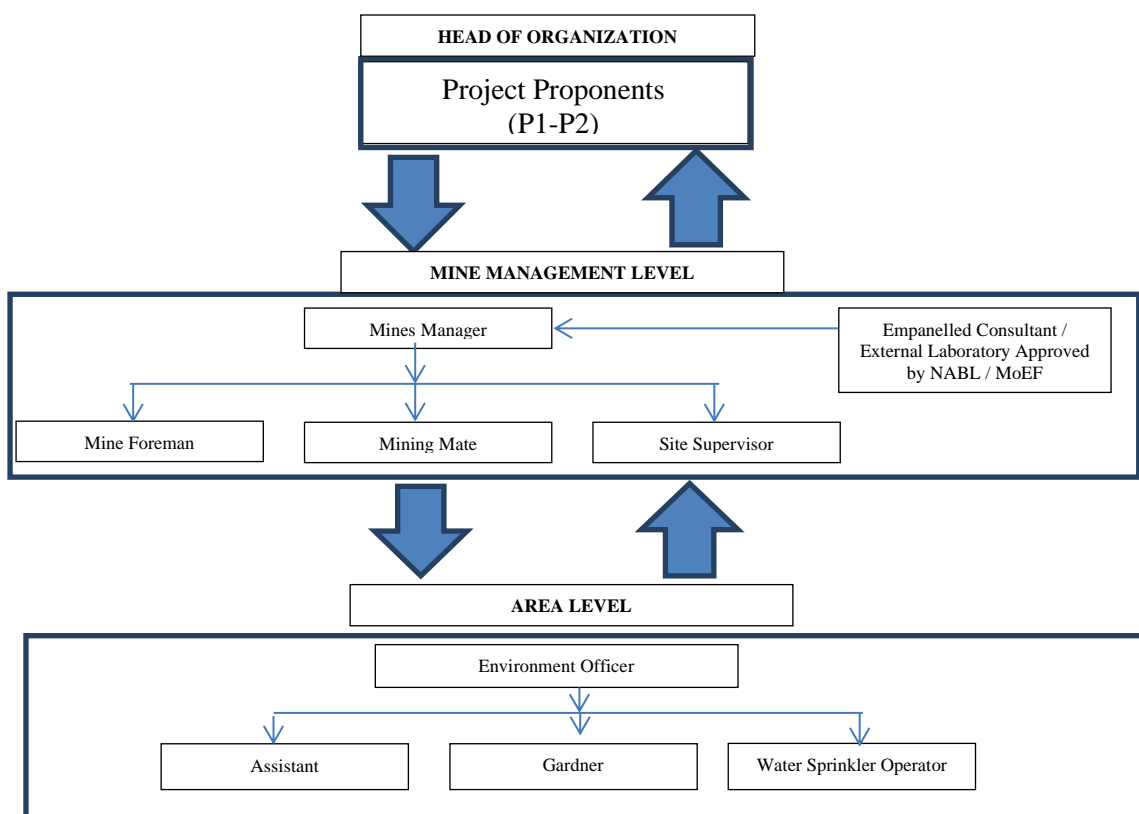 HEAD OF ORGANIZATION
Project Proponents
(P1-P2)
MINE MANAGEMENT LEVEL
Mines Manager
Empanelled Consultant /
External Laboratory Approved
by NABL / MoEF
Mine Foreman
Mining Mate
Site Supervisor
AREA LEVEL
Environment Officer
Assistant
Gardner
Water Sprinkler Operator